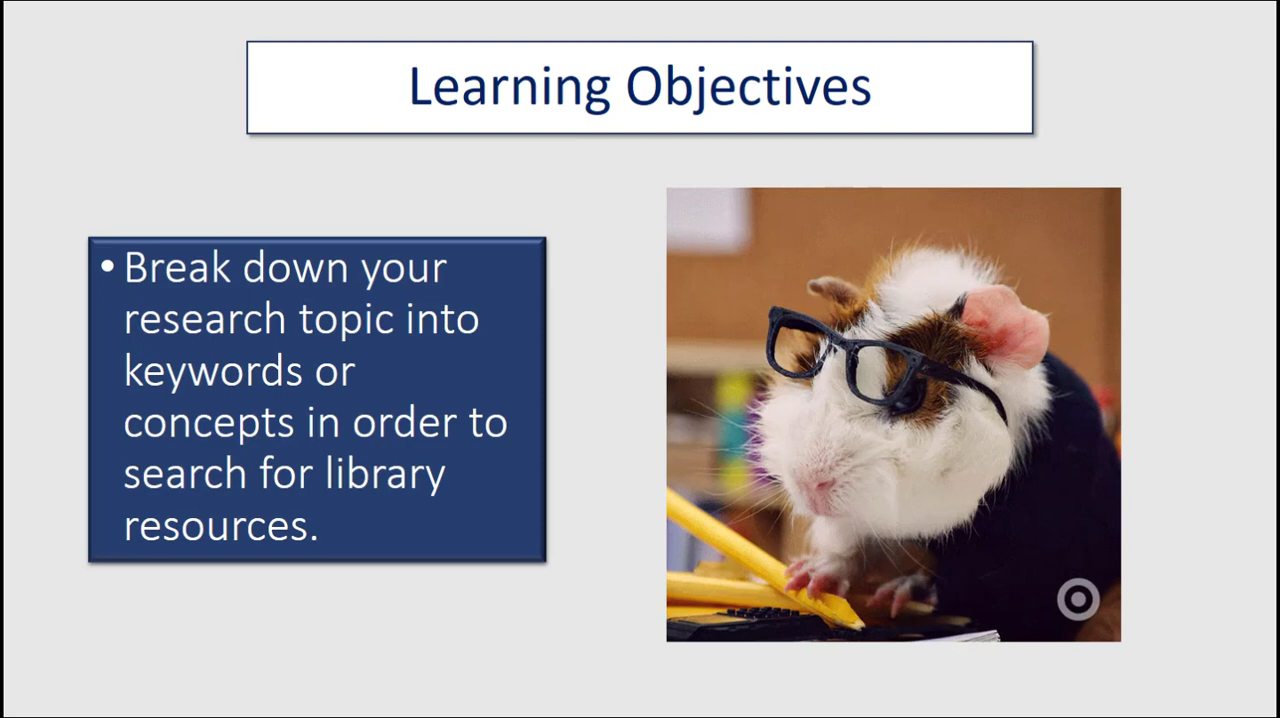 Learning Objectives
• Break down your
research topic into
keywords or
concepts in order to
search for library
resources.